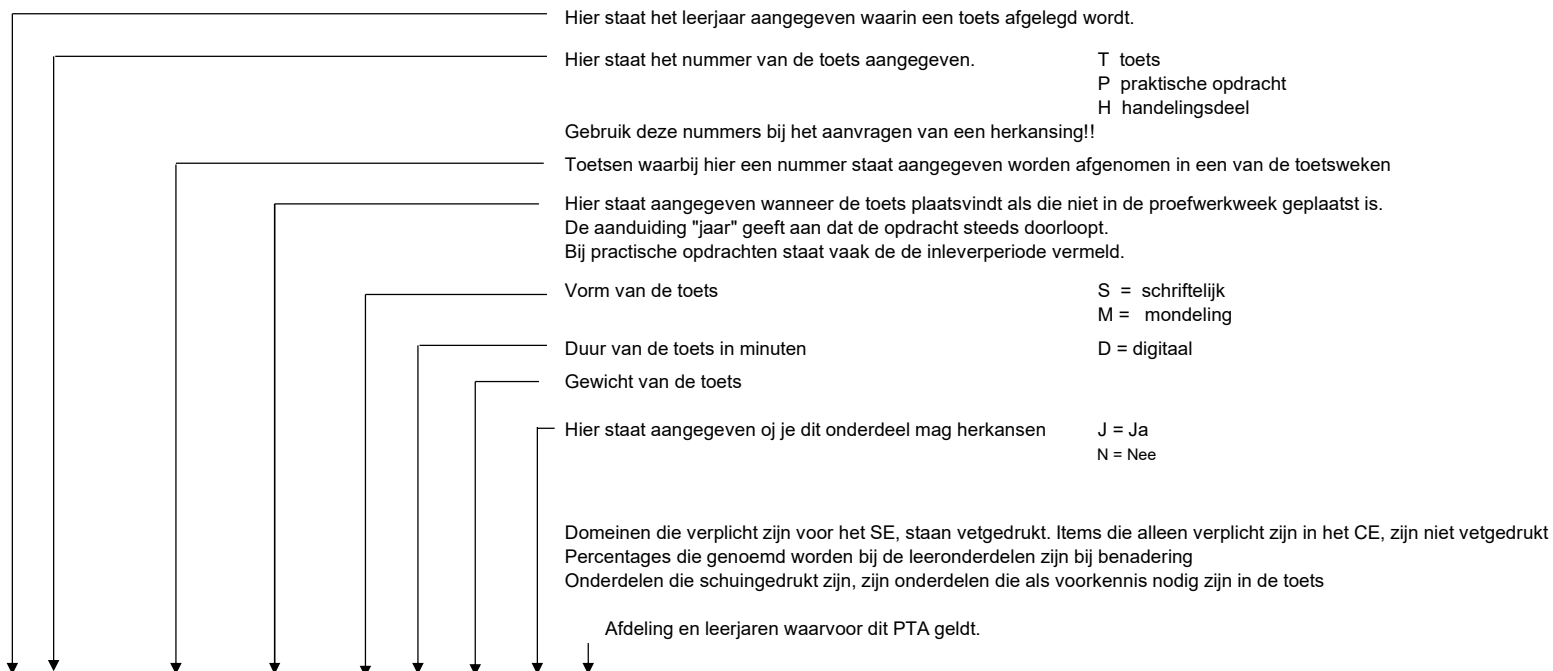 Hier staat het leerjaar aangegeven waarin een toets afgelegd wordt.
Hier staat het nummer van de toets aangegeven. T toets
P praktische opdracht
H handelingsdeel
Gebruik deze nummers bij het aanvragen van een herkansing!!
Toetsen waarbij hier een nummer staat aangegeven worden afgenomen in een van de toetsweken
Hier staat aangegeven wanneer de toets plaatsvindt als die niet in de proefwerkweek geplaatst is.
De aanduiding "jaar" geeft aan dat de opdracht steeds doorloopt.
Bij practische opdrachten staat vaak de de inleverperiode vermeld.
Vorm van de toets S = schriftelijk
M = mondeling
Duur van de toets in minuten D = digitaal
Gewicht van de toets
Hier staat aangegeven oj je dit onderdeel mag herkansen J = Ja
N = Nee
Domeinen die verplicht zijn voor het SE, staan vetgedrukt. Items die alleen verplicht zijn in het CE, zijn niet vetgedrukt
Percentages die genoemd worden bij de leeronderdelen zijn bij benadering
Onderdelen die schuingedrukt zijn, zijn onderdelen die als voorkennis nodig zijn in de toets
Afdeling en leerjaren waarvoor dit PTA geldt.